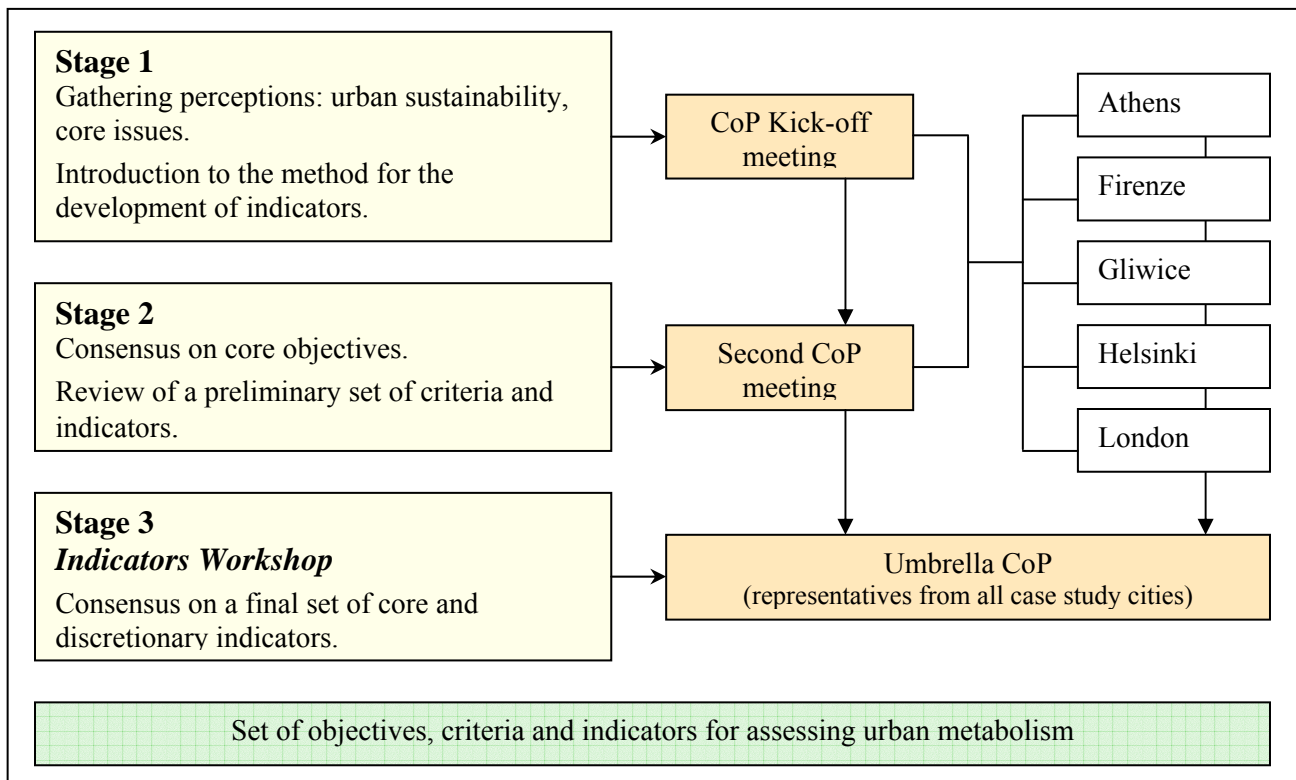 Stage 1
Gathering perceptions: urban sustainability,
core issues.
Introduction to the method for the
development of indicators.
CoP Kick-off
meeting
Athens
Firenze
Gliwice
Helsinki
London
Stage 2
Consensus on core objectives.
Review of a preliminary set of criteria and
indicators.
Second CoP
meeting
Stage 3
Indicators Workshop
Consensus on a final set of core and
discretionary indicators.
Umbrella CoP
(representatives from all case study cities)
Set of objectives, criteria and indicators for assessing urban metabolism